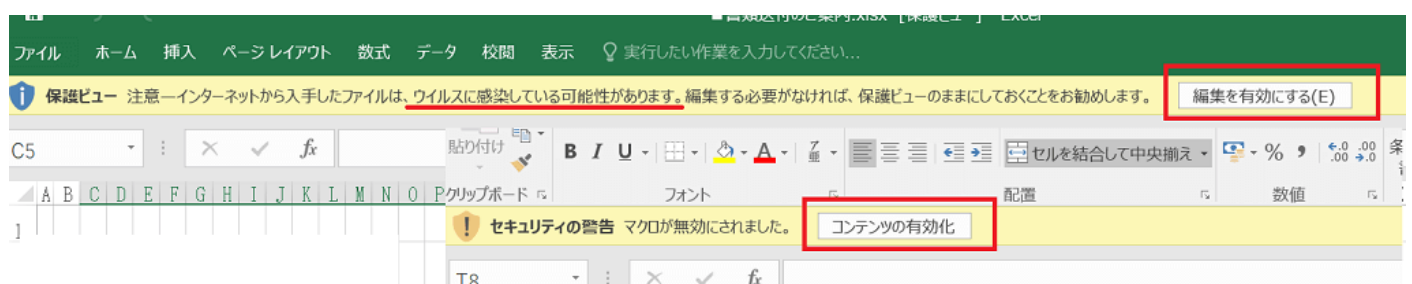 書類送付のご案内.xlsx [保護ビュー] Excel
ファイル ホーム 挿入 ページ レイアウト 数式 データ 校閲 表示 実行したい作業を入力してください...
保護ビュー 注意—インターネットから入手したファイルは、ウイルスに感染している可能性があります。編集する必要がなければ、保護ビューのままにしておくことをお勧めします。 編集を有効にする(E)
C5 fx
A B C D E F G H I J K L M N O P
1
貼り付け B I U A セルを結合して中央揃え % .0 .00 .00 .0 条
クリップボード フォント 配置 数値
セキュリティの警告 マクロが無効にされました。 コンテンツの有効化
T8 fx